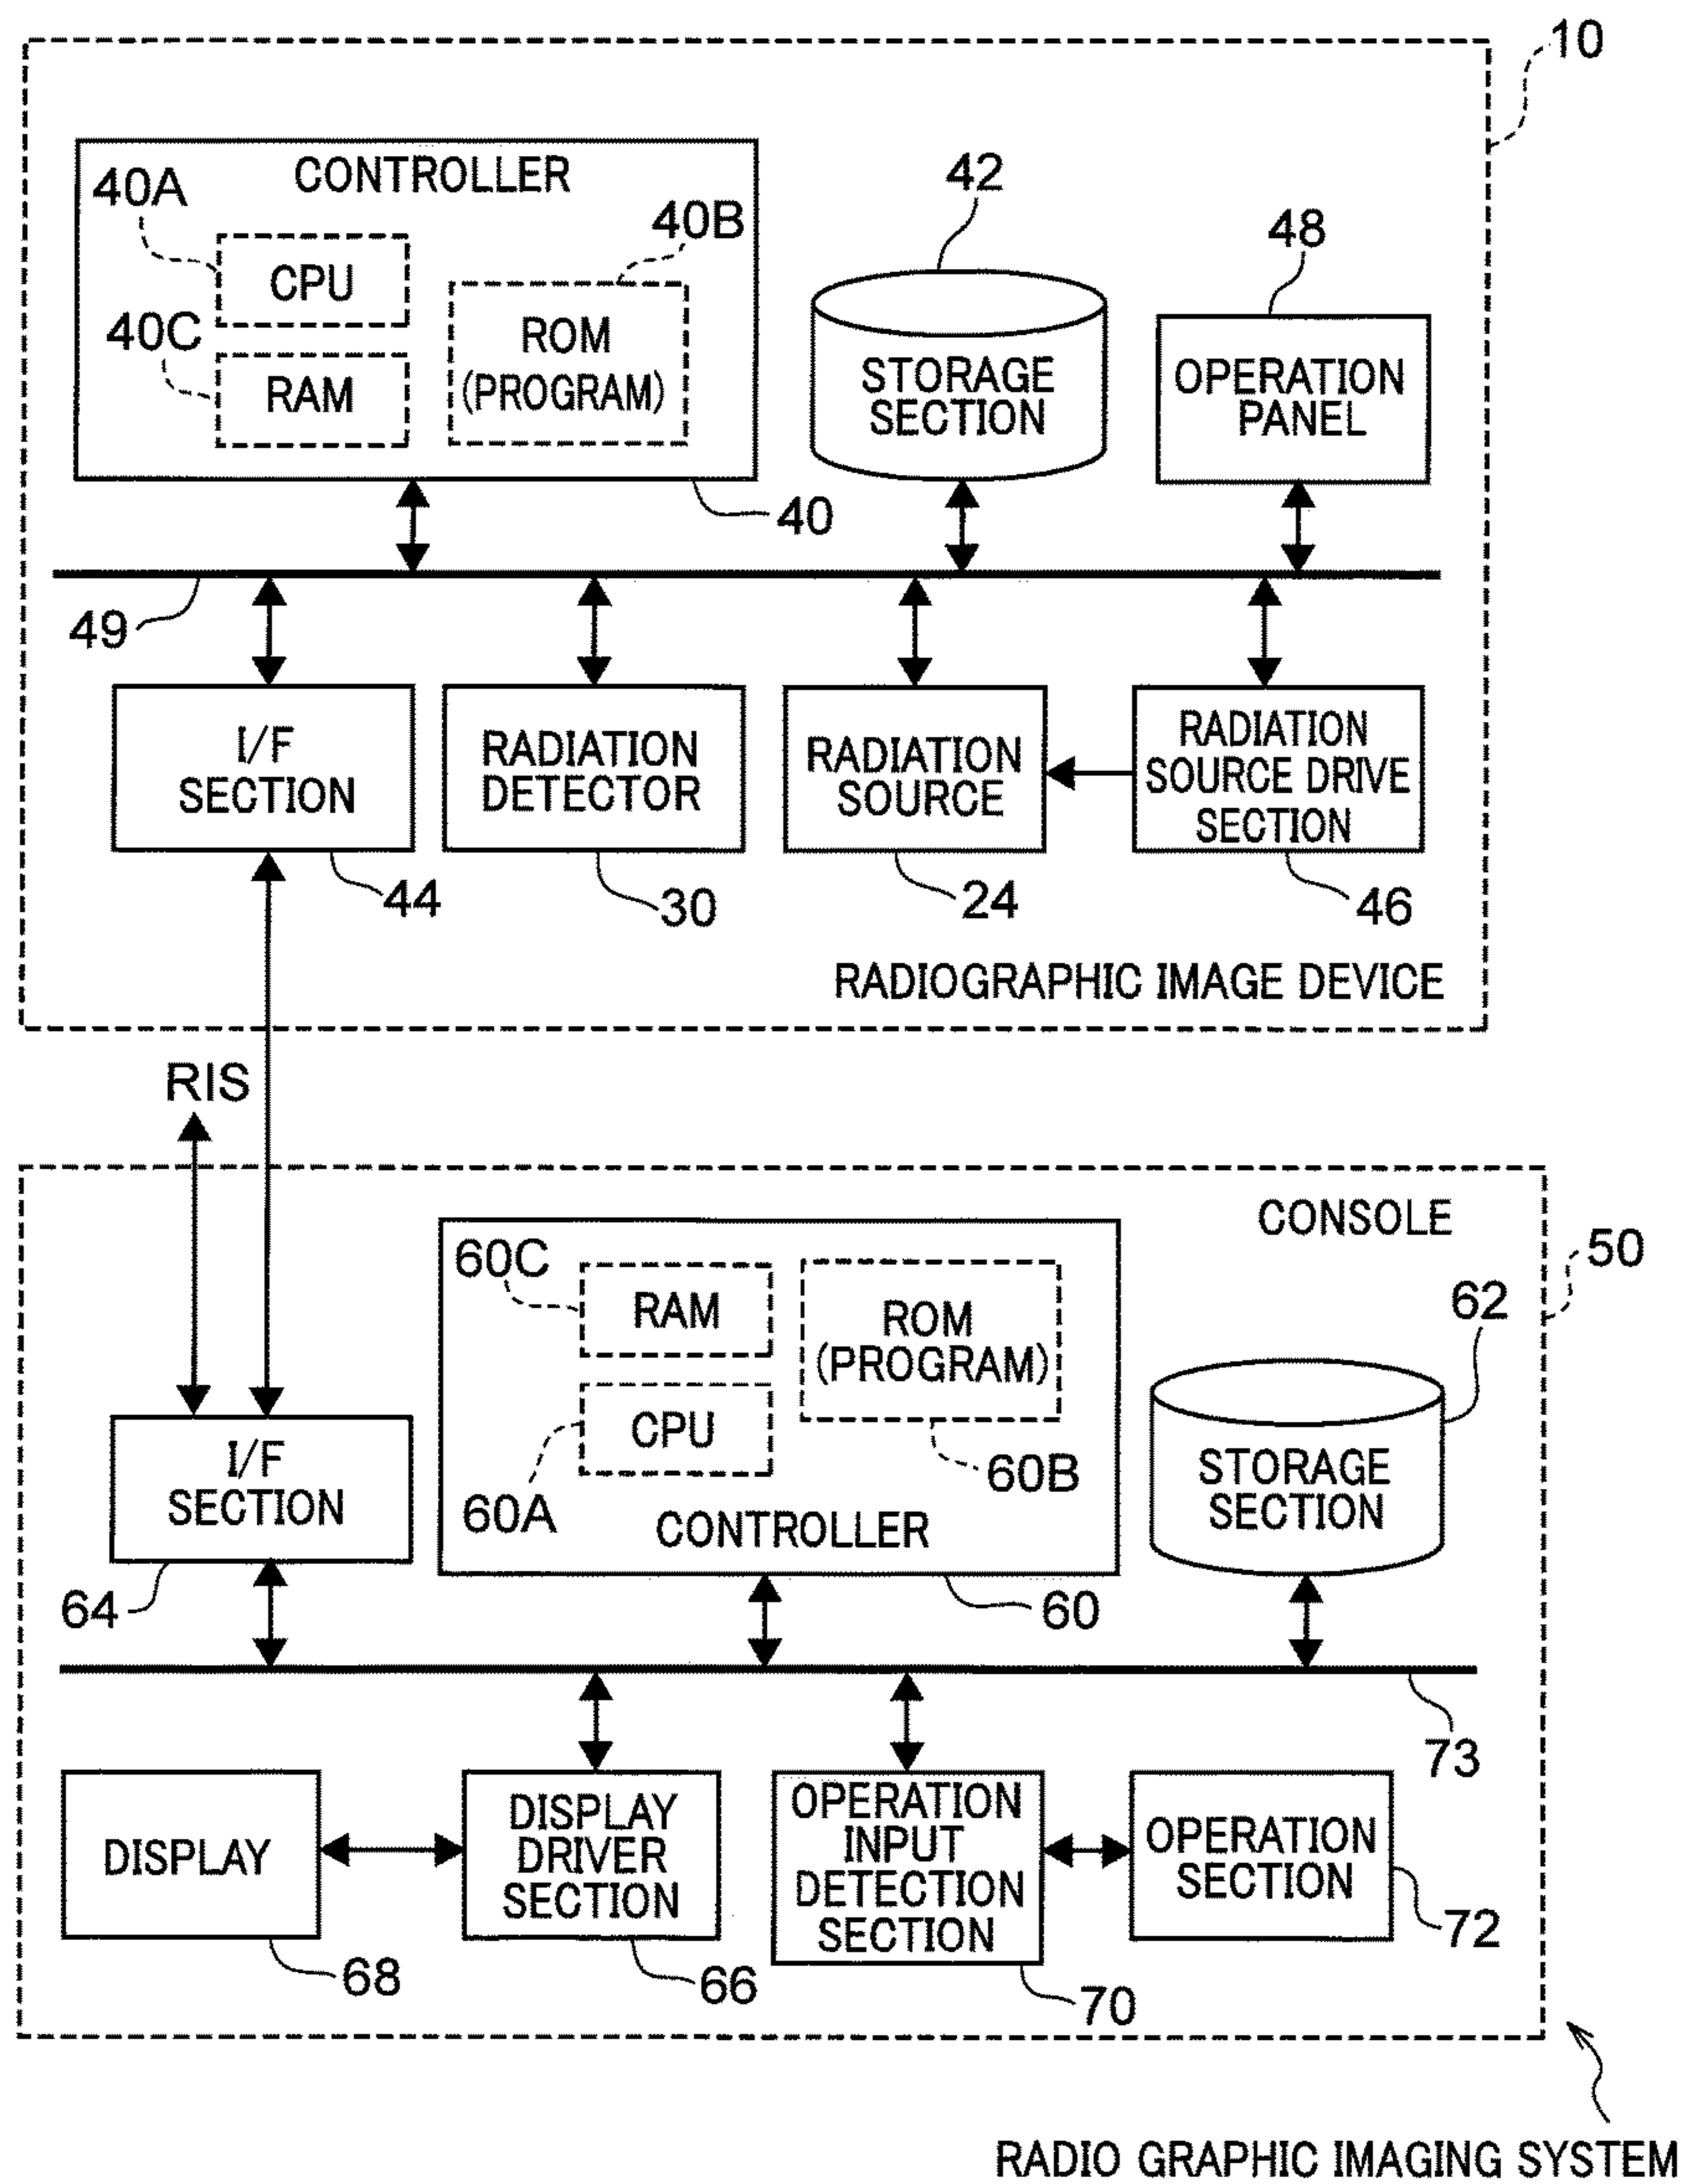 10
CONTROLLER
40A
CPU
40B
40C
RAM
ROM
(PROGRAM)
42
STORAGE
SECTION
48
OPERATION
PANEL
40
49
I/F
SECTION
RADIATION
DETECTOR
RADIATION
SOURCE
RADIATION
SOURCE DRIVE
SECTION
44
30
24
46
RADIOGRAPHIC IMAGE DEVICE
RIS
CONSOLE
50
60C
RAM
ROM
(PROGRAM)
62
CPU
60B
60A
CONTROLLER
I/F
SECTION
STORAGE
SECTION
64
60
73
DISPLAY
DISPLAY
DRIVER
SECTION
OPERATION
INPUT
DETECTION
SECTION
OPERATION
SECTION
68
66
70
72
RADIO GRAPHIC IMAGING SYSTEM